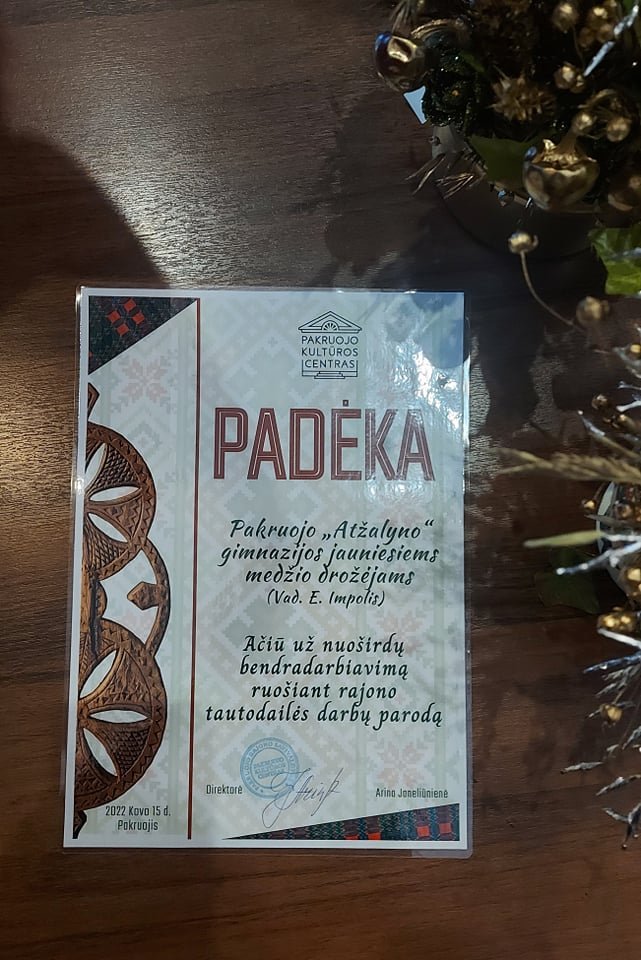 PAKRUOJO
KULTŪROS
CENTRAS
PADĖKA
Pakruojo „Atžalyno“
gimnazijos jauniesiems
medžio drožėjams
(Vad. E. Impolis)
Ačiū už nuoširdų
bendradarbiavimą
ruošiant rajono
tautodailės darbų parodą
Direktorė
Arina Janeliūnienė
2022 Kovo 15 d.
Pakruojis